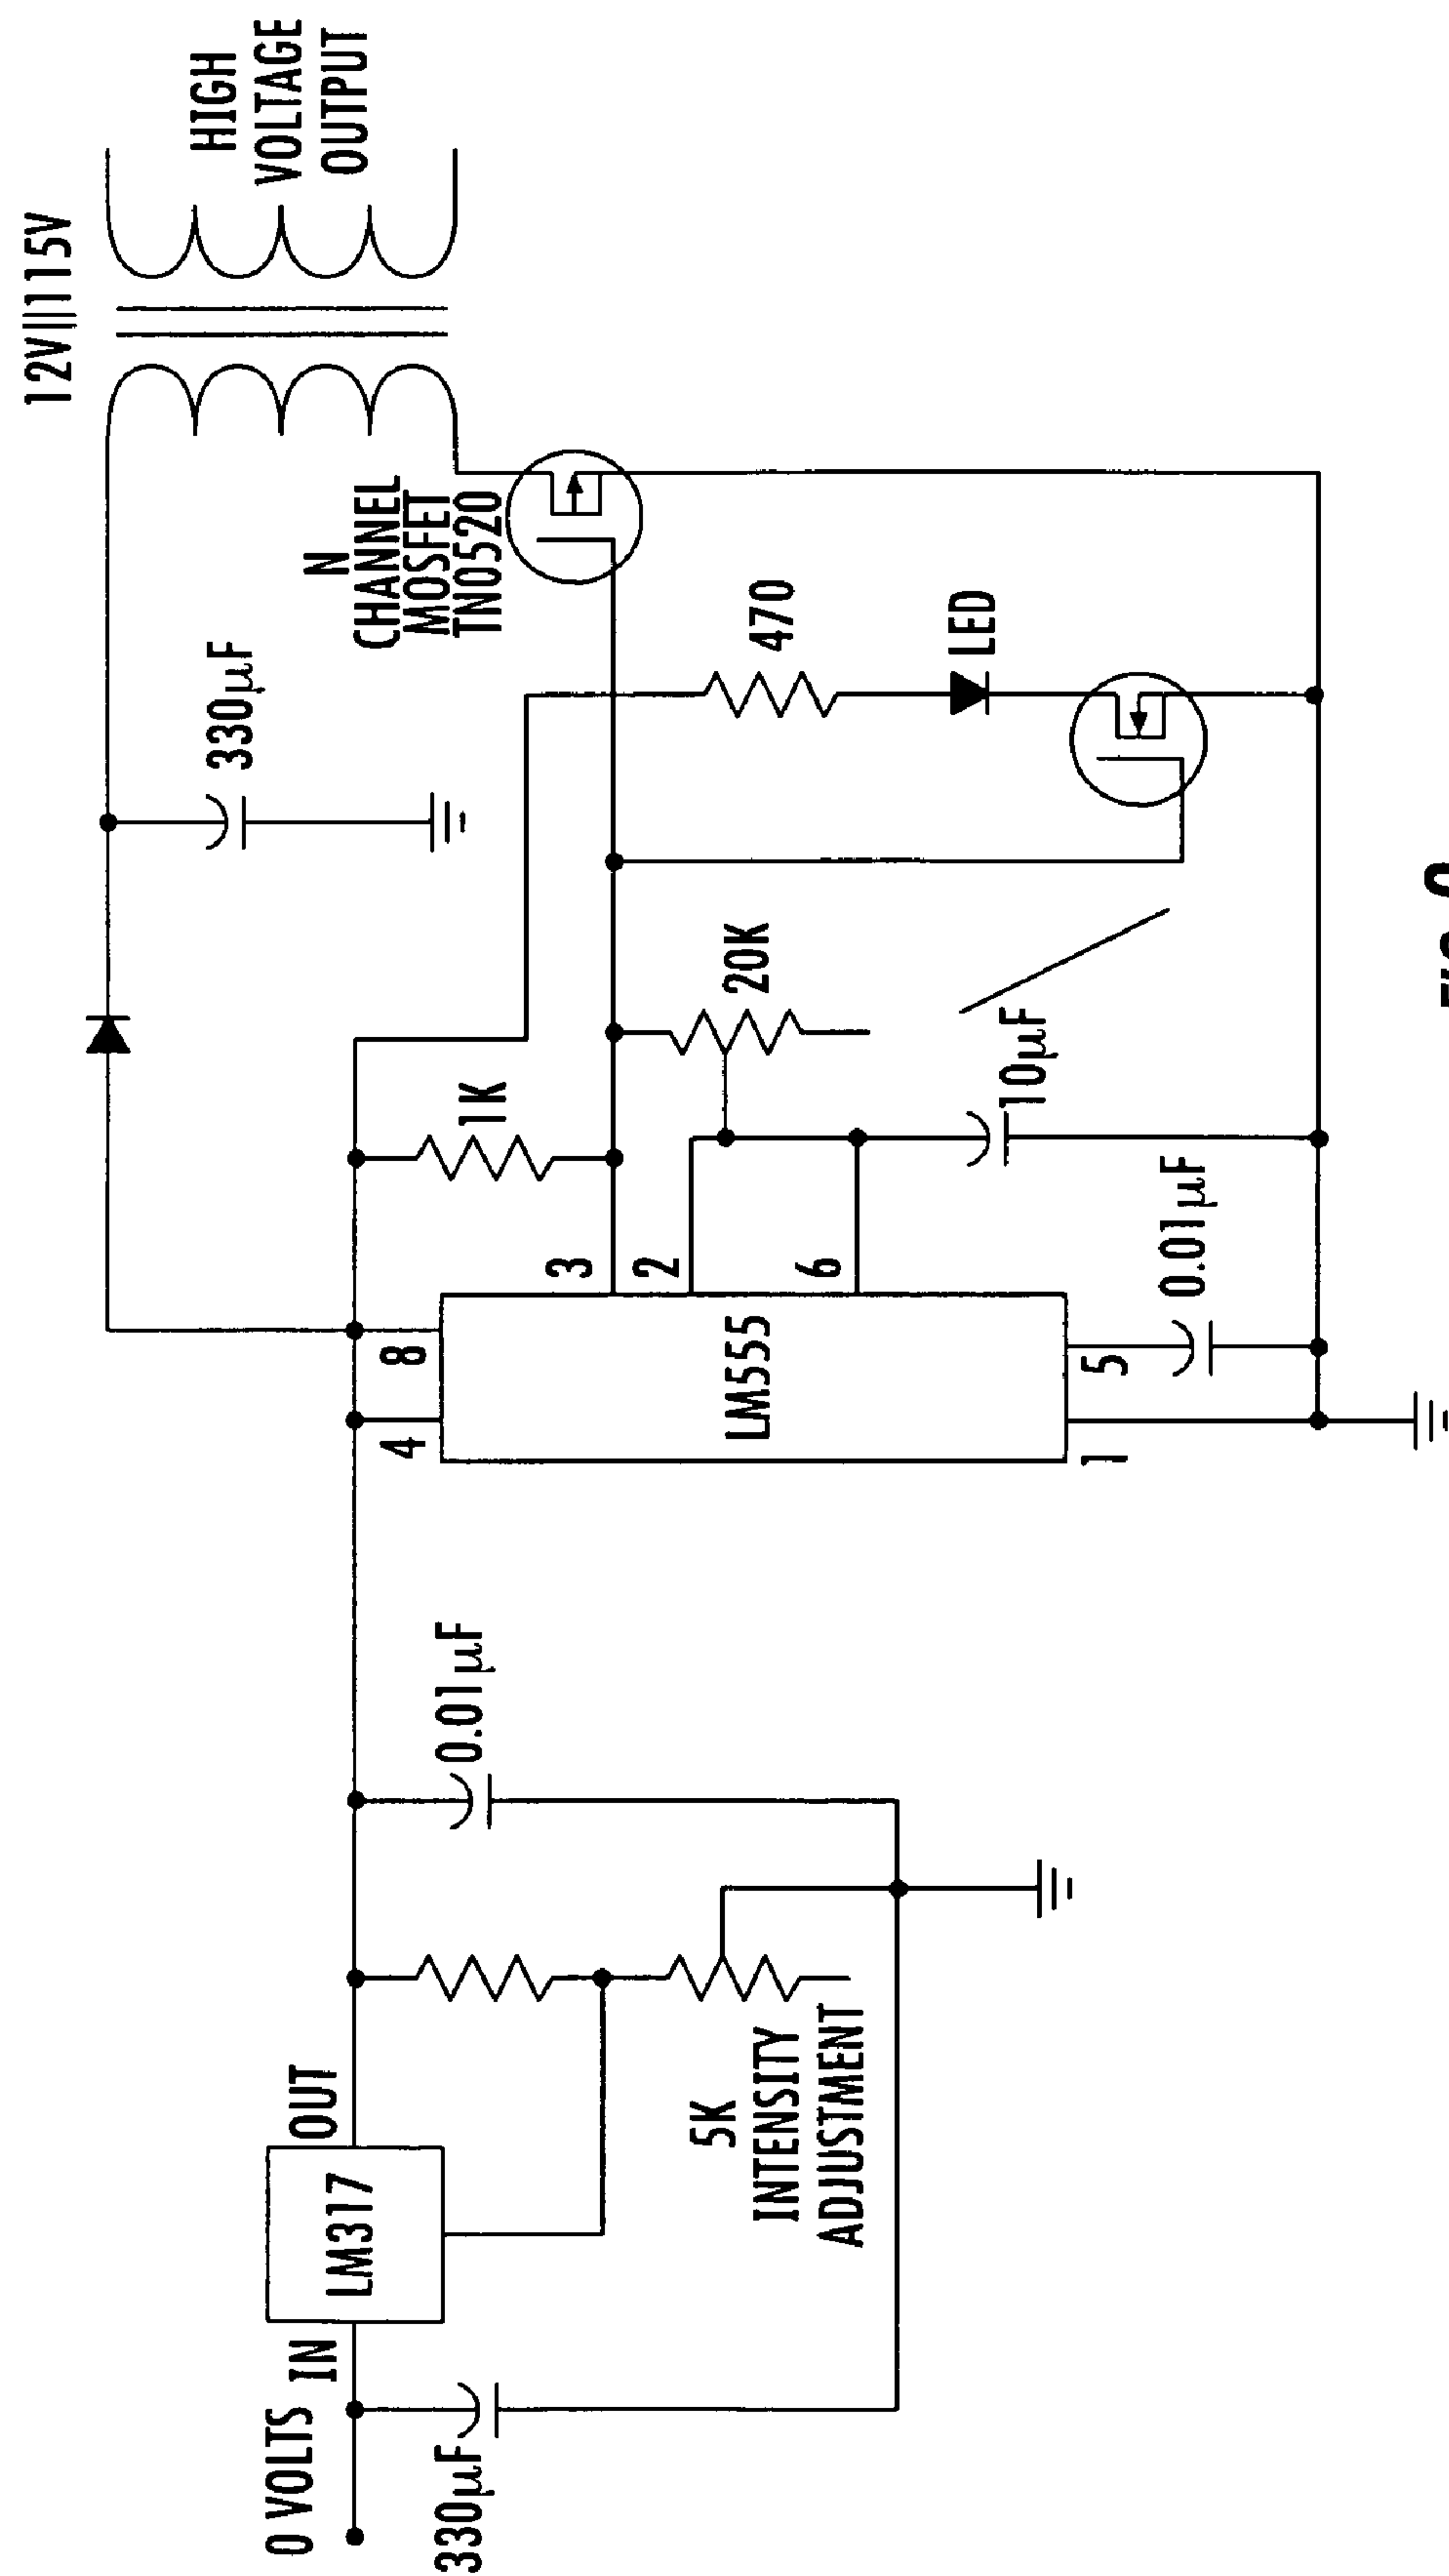 0 VOLTS
IN
LM317
OUT
330µF
5K
INTENSITY
ADJUSTMENT
0.01µF
4
8
LM555
1
5
3
2
6
0.01µF
1K
10µF
20K
330µF
N
CHANNEL
MOSFET
TN0520
470
LED
12V||115V
HIGH
VOLTAGE
OUTPUT